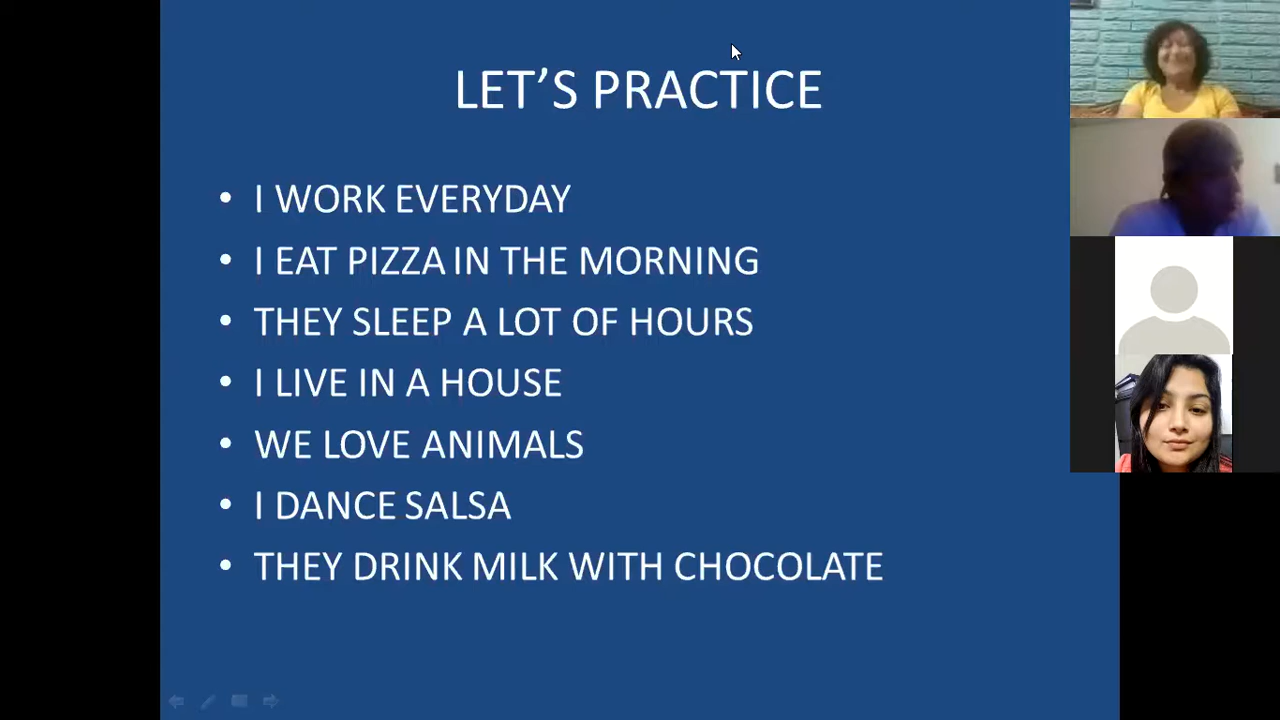 LET’S PRACTICE
• I WORK EVERYDAY
• I EAT PIZZA IN THE MORNING
• THEY SLEEP A LOT OF HOURS
• I LIVE IN A HOUSE
• WE LOVE ANIMALS
• I DANCE SALSA
• THEY DRINK MILK WITH CHOCOLATE